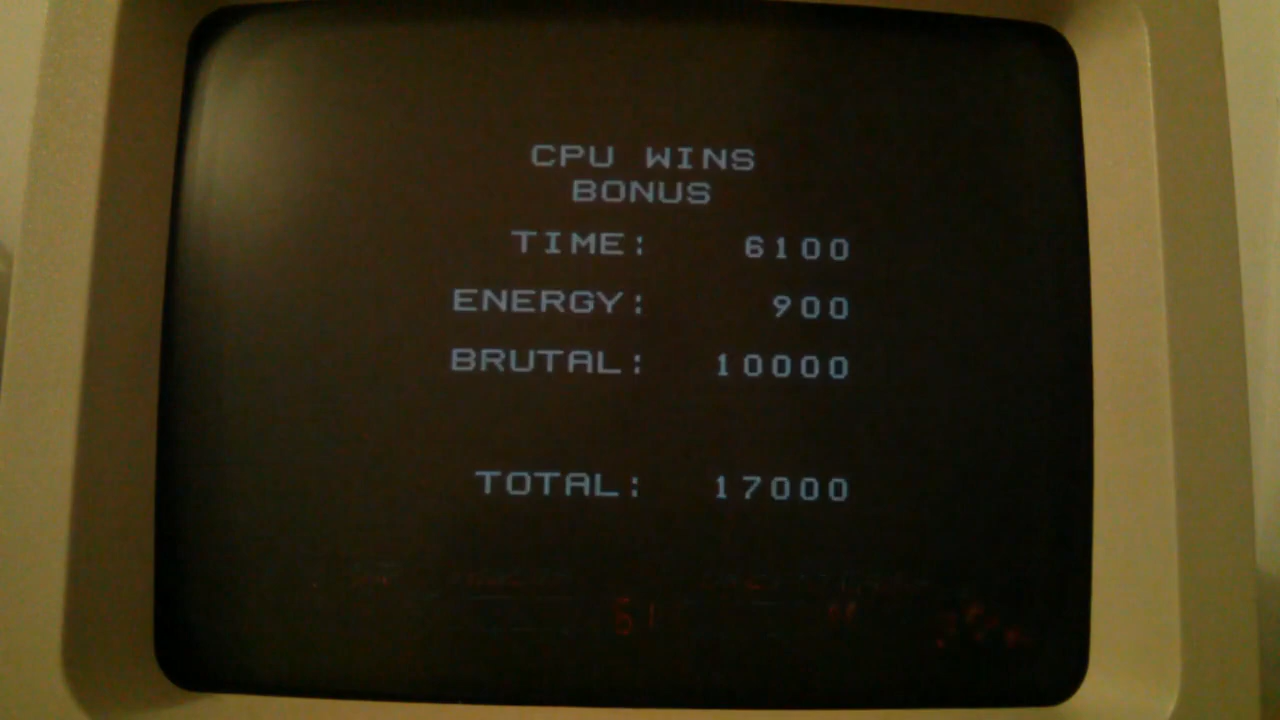 CPU WINS
BONUS
TIME: 6100
ENERGY: 900
BRUTAL: 10000
TOTAL: 17000